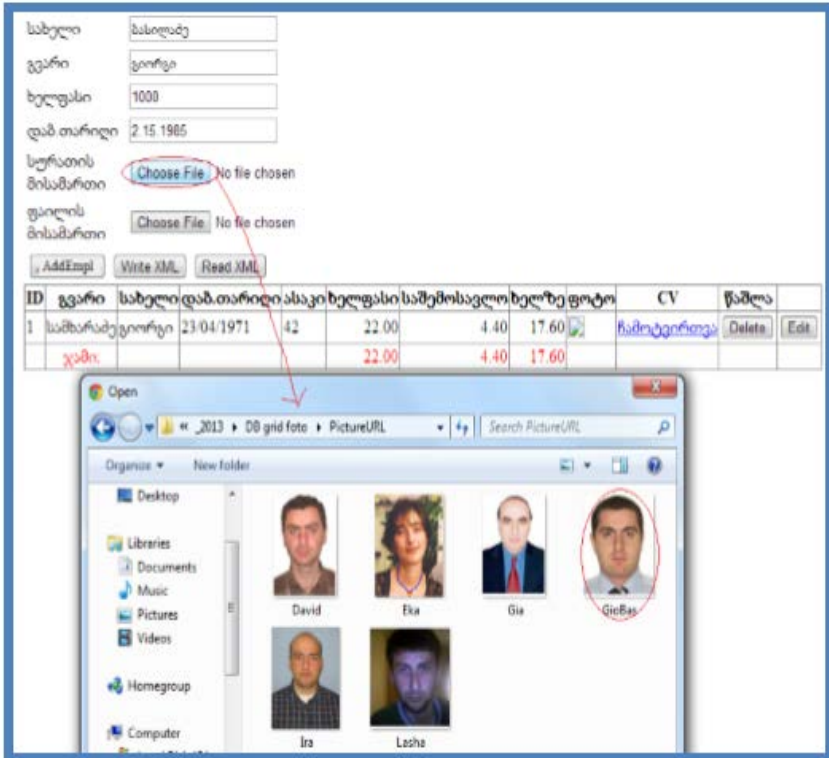 სახელი ბასილაძე
გვარი გიორგი
ხელფასი 1000
დაბ.თარიღი 2.15.1985
სურათის მისამართი Choose File No file chosen
ფაილის მისამართი Choose File No file chosen
AddEmpl Write XML Read XML
ID გვარი სახელი დაბ.თარიღი ასაკი ხელფასი საშემოსავლო ხელზე ფოტო CV წაშლა
1 სამხარაძე გიორგი 23/04/1971 42 22.00 4.40 17.60 ჩამოტვირთვა Delete Edit
ჯამი: 22.00 4.40 17.60
Open
« _2013 DB grid foto PictureURL Search PictureURL
Organize New folder
Desktop
Libraries
Documents
Music
Pictures
Videos
Homegroup
Computer
David Eka Gia GioBas
Ira Lasha